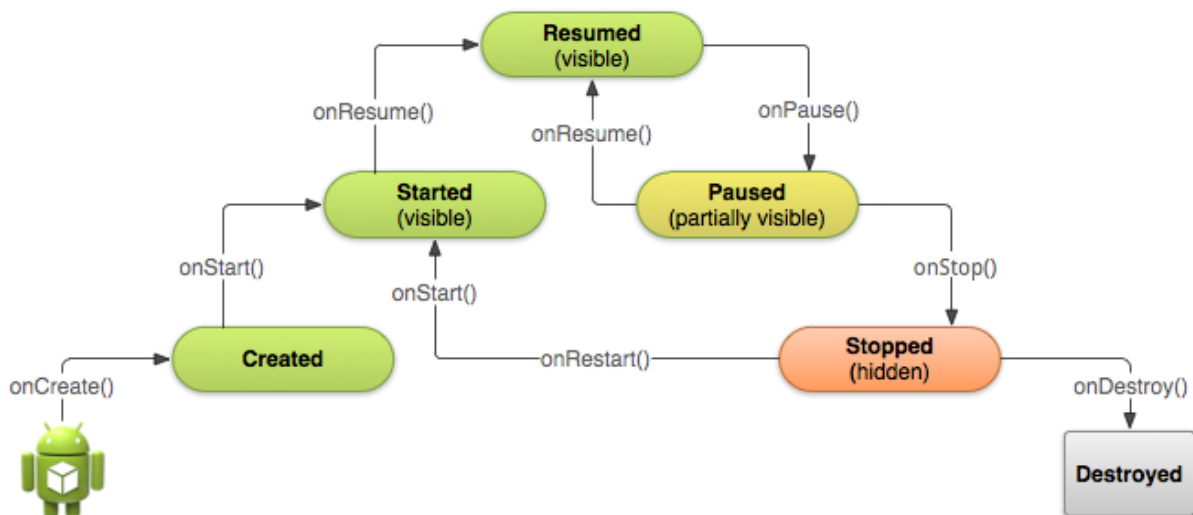 Resumed
(visible)
onResume()
onPause()
onResume()
Started
(visible)
Paused
(partially visible)
onStart()
onStart()
onStop()
Created
onRestart()
Stopped
(hidden)
onCreate()
onDestroy()
Destroyed